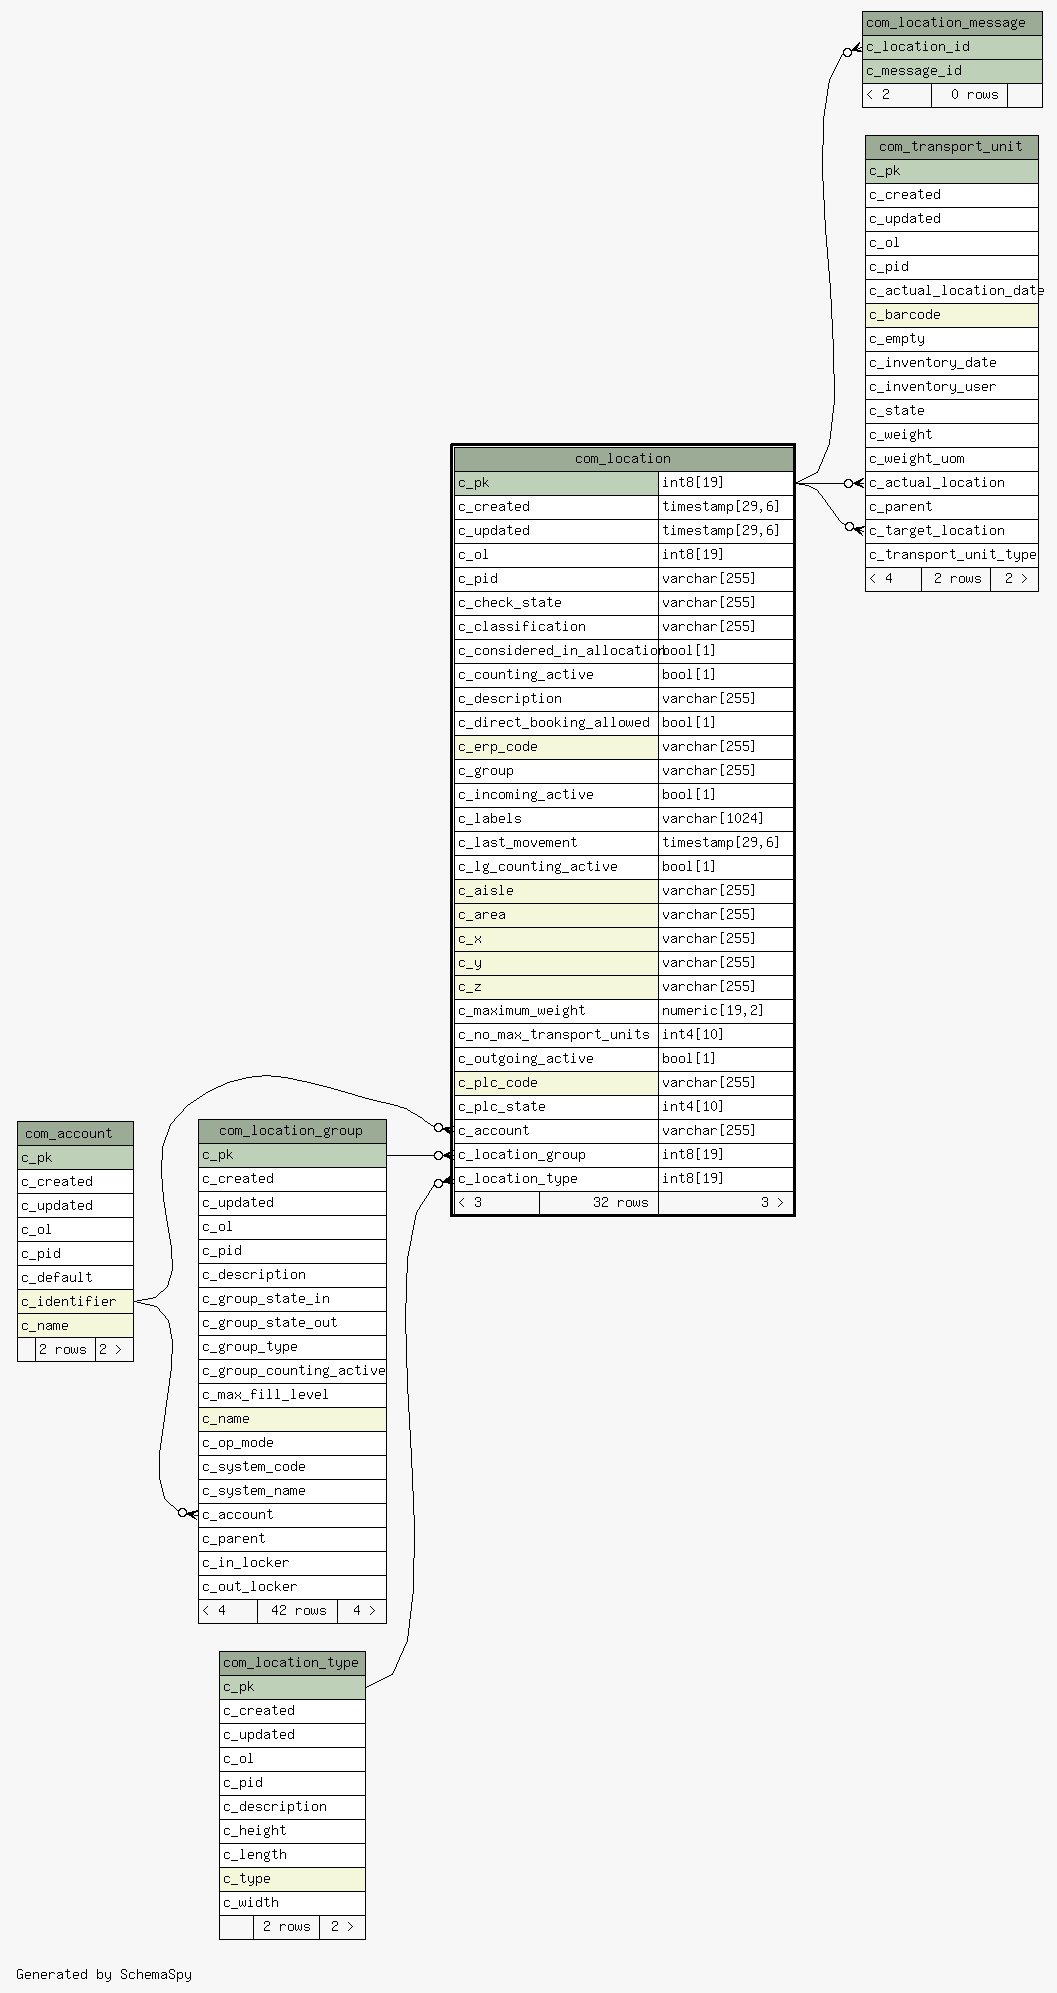 com_location_message
c_location_id
c_message_id
< 2 0 rows
com_transport_unit
c_pk
c_created
c_updated
c_ol
c_pid
c_actual_location_date
c_barcode
c_empty
c_inventory_date
c_inventory_user
c_state
c_weight
c_weight_uom
c_actual_location
c_parent
c_target_location
c_transport_unit_type
< 4 2 rows 2 >
com_location
c_pk int8[19]
c_created timestamp[29,6]
c_updated timestamp[29,6]
c_ol int8[19]
c_pid varchar[255]
c_check_state varchar[255]
c_classification varchar[255]
c_considered_in_allocation bool[1]
c_counting_active bool[1]
c_description varchar[255]
c_direct_booking_allowed bool[1]
c_erp_code varchar[255]
c_group varchar[255]
c_incoming_active bool[1]
c_labels varchar[1024]
c_last_movement timestamp[29,6]
c_lg_counting_active bool[1]
c_aisle varchar[255]
c_area varchar[255]
c_x varchar[255]
c_y varchar[255]
c_z varchar[255]
c_maximum_weight numeric[19,2]
c_no_max_transport_units int4[10]
c_outgoing_active bool[1]
c_plc_code varchar[255]
c_plc_state int4[10]
c_account varchar[255]
c_location_group int8[19]
c_location_type int8[19]
< 3 32 rows 3 >
com_account
c_pk
c_created
c_updated
c_ol
c_pid
c_default
c_identifier
c_name
2 rows 2 >
com_location_group
c_pk
c_created
c_updated
c_ol
c_pid
c_description
c_group_state_in
c_group_state_out
c_group_type
c_group_counting_active
c_max_fill_level
c_name
c_op_mode
c_system_code
c_system_name
c_account
c_parent
c_in_locker
c_out_locker
< 4 42 rows 4 >
com_location_type
c_pk
c_created
c_updated
c_ol
c_pid
c_description
c_height
c_length
c_type
c_width
2 rows 2 >
Generated by SchemaSpy